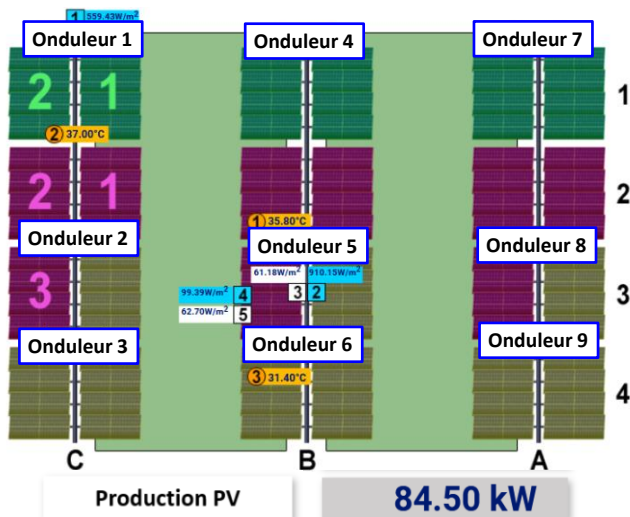 1 559.43W/m²
Onduleur 1
Onduleur 4
Onduleur 7
2 1
1
2 37.00°C
2 1
2
1 35.80°C
Onduleur 2
Onduleur 5
Onduleur 8
61.18W/m² 910.15W/m²
3
99.39W/m² 4
3 2
3
62.70W/m² 5
Onduleur 3
Onduleur 6
Onduleur 9
3 31.40°C
4
C
B
A
Production PV
84.50 kW